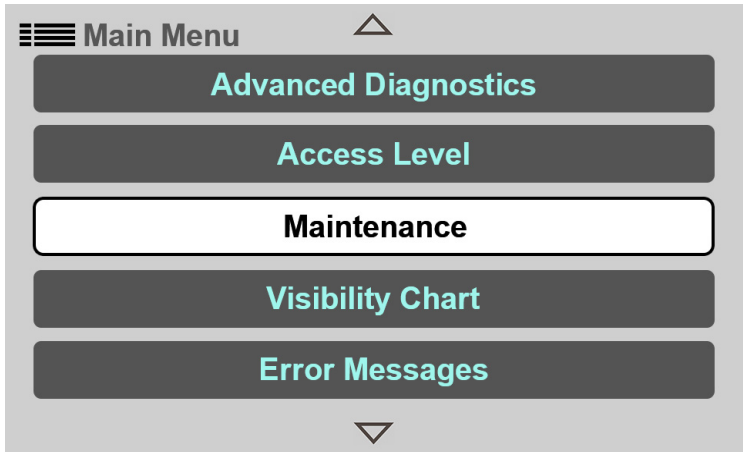 Main Menu
Advanced Diagnostics
Access Level
Maintenance
Visibility Chart
Error Messages